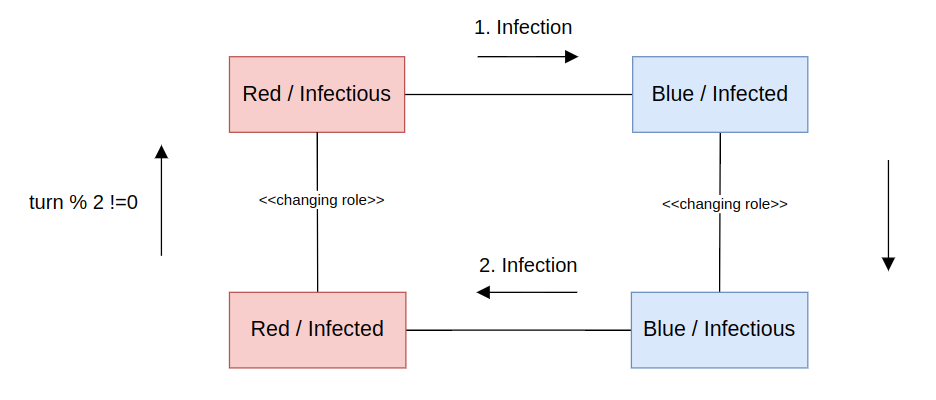 1. Infection
Red / Infectious
Blue / Infected
turn % 2 !=0
<<changing role>>
<<changing role>>
2. Infection
Red / Infected
Blue / Infectious